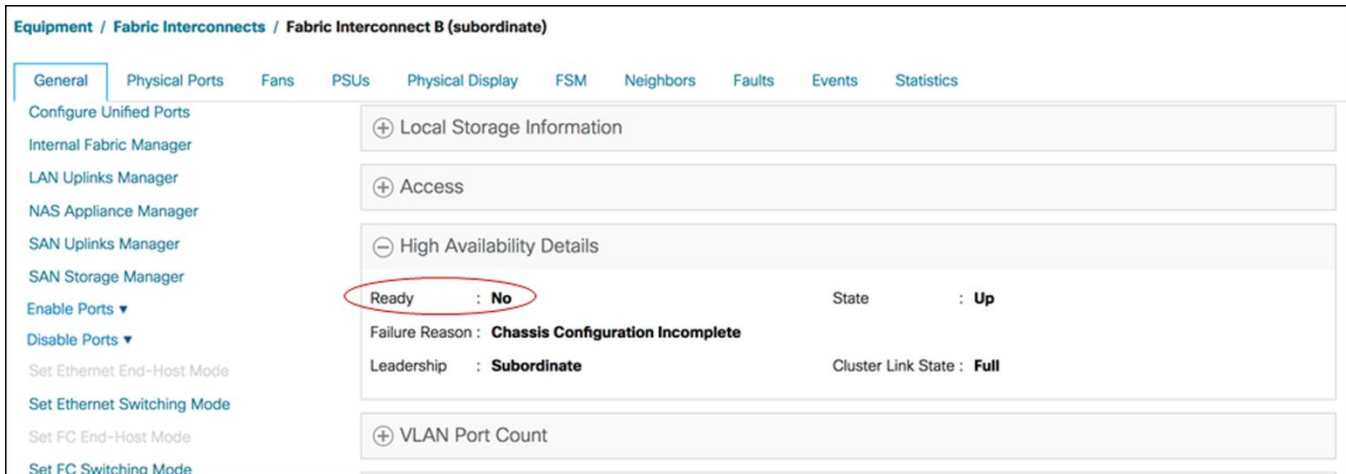 Equipment / Fabric Interconnects / Fabric Interconnect B (subordinate)
General Physical Ports Fans PSUs Physical Display FSM Neighbors Faults Events Statistics
Configure Unified Ports
Internal Fabric Manager
LAN Uplinks Manager
NAS Appliance Manager
SAN Uplinks Manager
SAN Storage Manager
Enable Ports ▼
Disable Ports ▼
Set Ethernet End-Host Mode
Set Ethernet Switching Mode
Set FC End-Host Mode
Set FC Switching Mode
Local Storage Information
Access
High Availability Details
Ready : No State : Up
Failure Reason : Chassis Configuration Incomplete
Leadership : Subordinate Cluster Link State : Full
VLAN Port Count